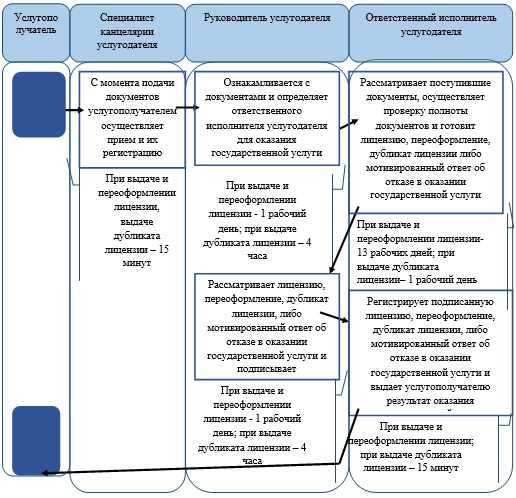 Услугопо
лучатель
Специалист
канцелярии
услугодателя
Руководитель услугодателя
Ответственный исполнитель
услугодателя
С момента подачи
документов
услугополучателем
осуществляет
прием и их
регистрацию
При выдаче и
переоформлении
лицензии,
выдаче
дубликата
лицензии – 15
минут
Ознакамливается с
документами и определяет
ответственного
исполнителя услугодателя
для оказания
государственной услуги
При выдаче и
переоформлении
лицензии - 1 рабочий
день; при выдаче
дубликата лицензии – 4
часа
Рассматривает поступившие
документы, осуществляет
проверку полноты
документов и готовит
лицензию, переоформление,
дубликат лицензии либо
мотивированный ответ об
отказе в оказании
государственной услуги
При выдаче и
переоформлении лицензии-
13 рабочих дней; при
выдаче дубликата
лицензии– 1 рабочий день
Рассматривает лицензию,
переоформление, дубликат
лицензии, либо
мотивированный ответ об
отказе в оказании
государственной услуги и
подписывает
При выдаче и
переоформлении
лицензии - 1 рабочий
день; при выдаче
дубликата лицензии – 4
часа
Регистрирует подписанную
лицензию, переоформление,
дубликат лицензии, либо
мотивированный ответ об
отказе в оказании
государственной услуги и
выдает услугополучателю
результат оказания
При выдаче и
переоформлении лицензии;
при выдаче дубликата
лицензии – 15 минут